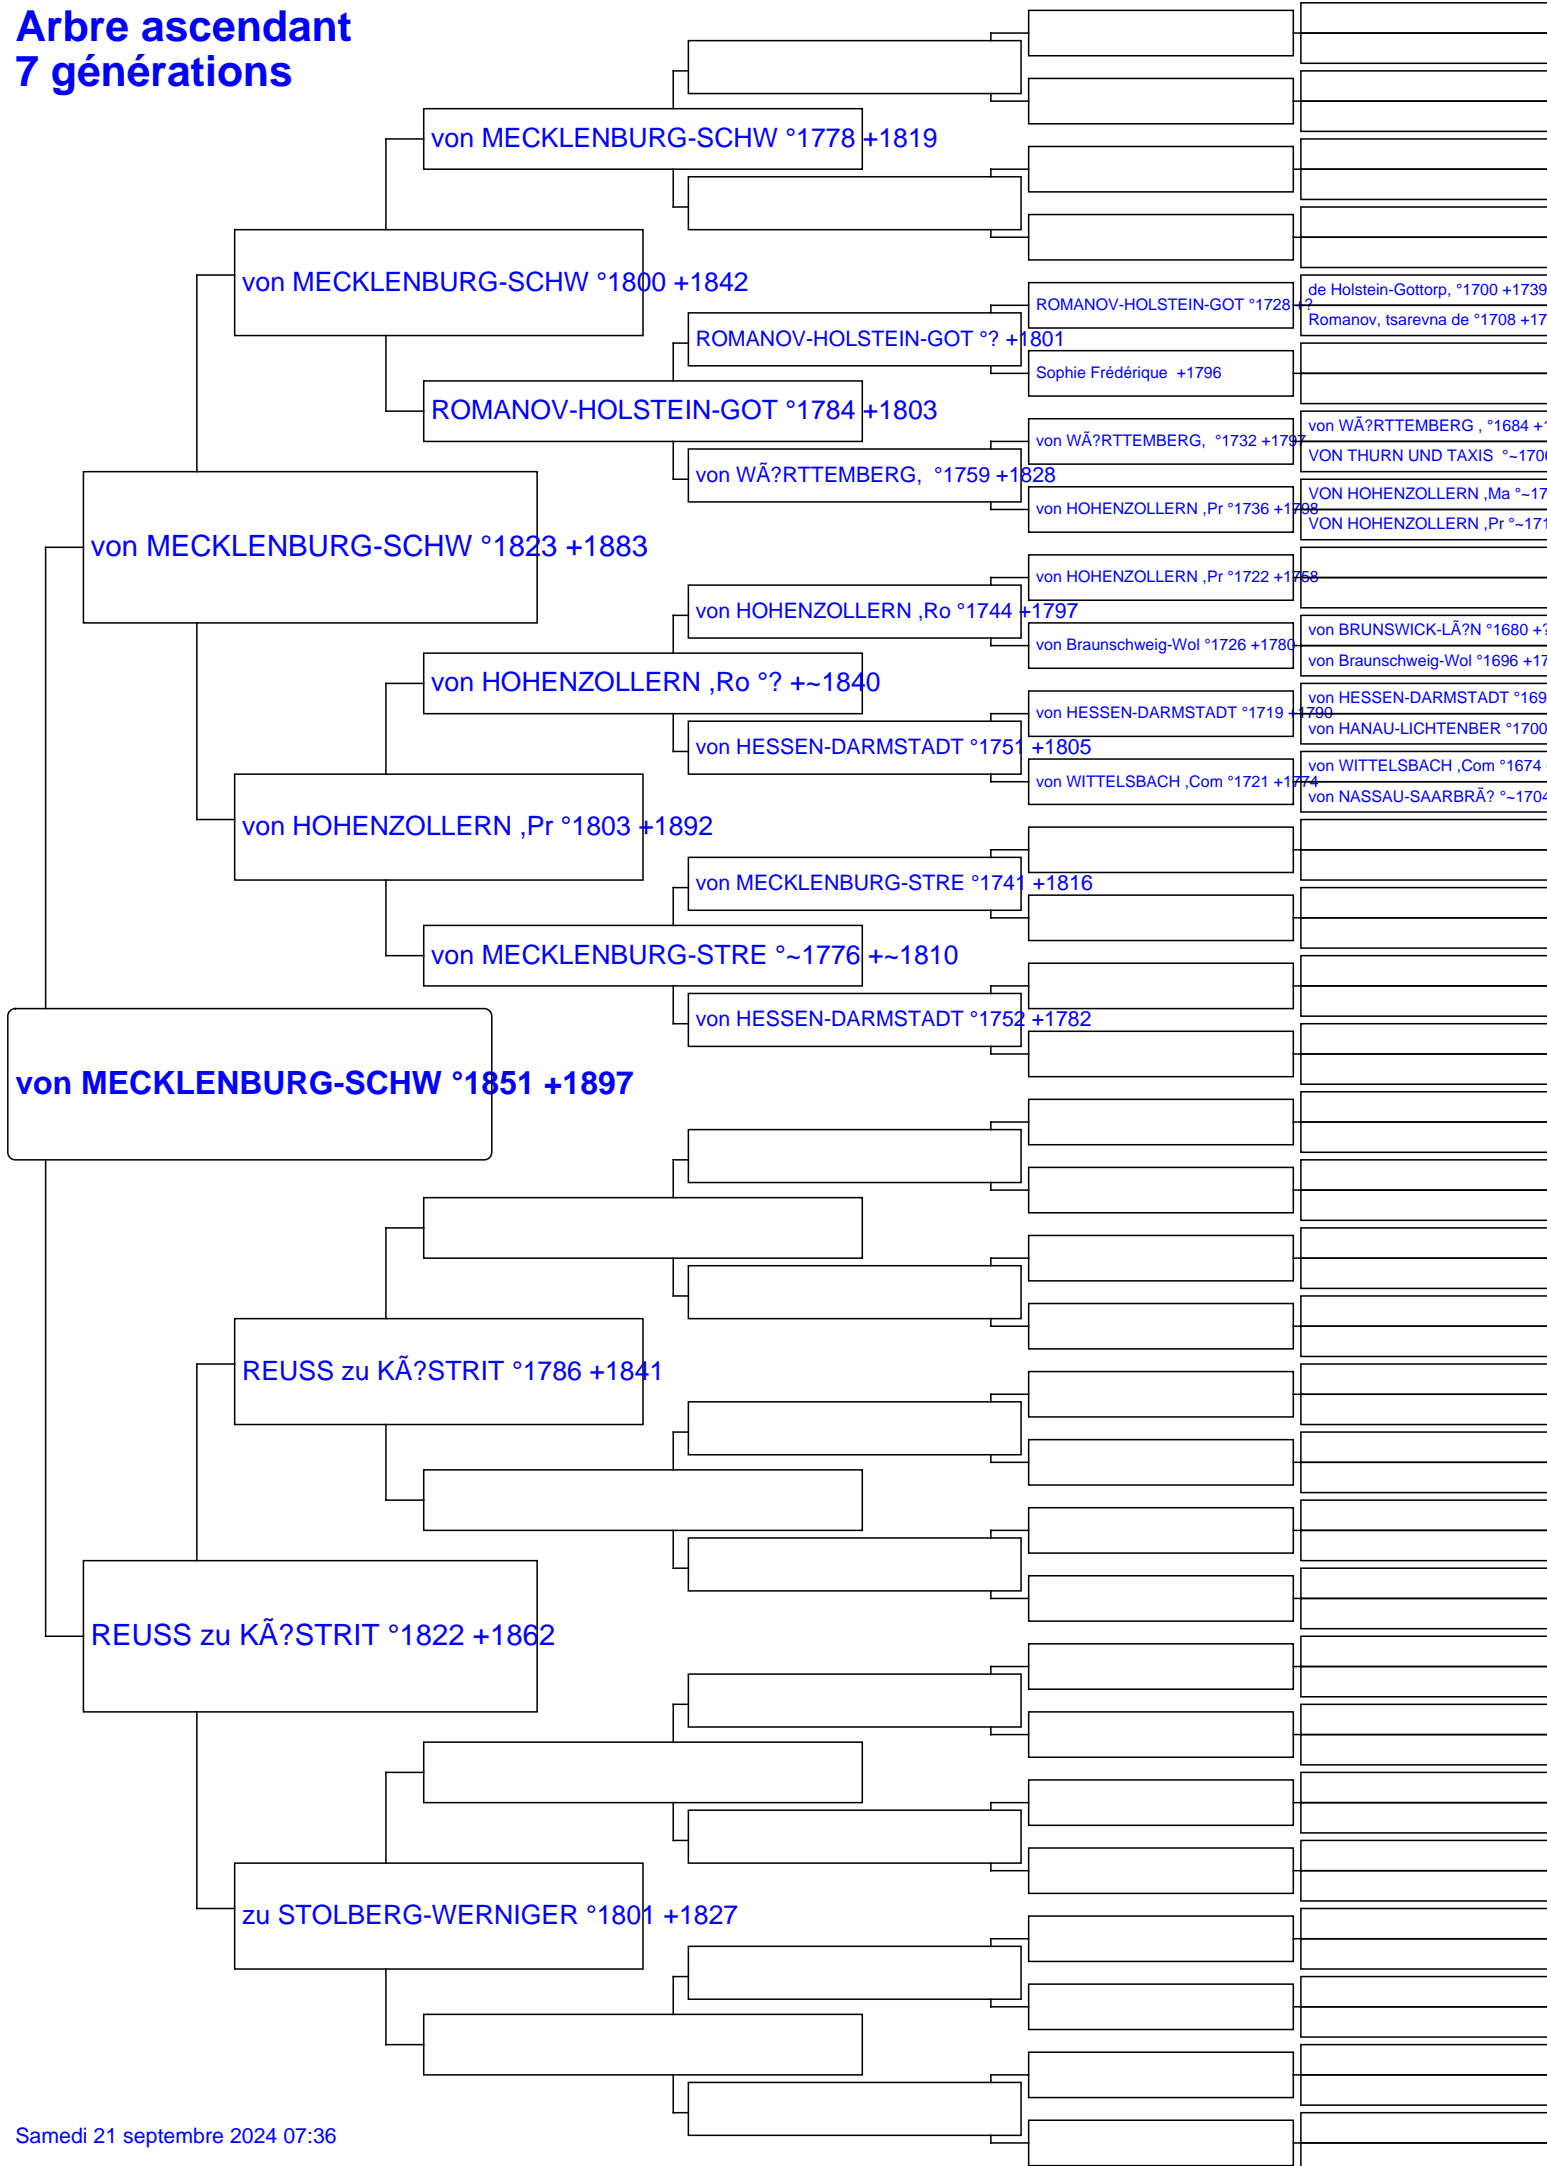 Arbre ascendant
7 générations
von MECKLENBURG-SCHW °1778 +1819
von MECKLENBURG-SCHW °1800 +1842
de Holstein-Gottorp, °1700 +1739
ROMANOV-HOLSTEIN-GOT °1728 +?
Romanov, tsarevna de °1708 +17
ROMANOV-HOLSTEIN-GOT °? +1801
Sophie Frédérique +1796
ROMANOV-HOLSTEIN-GOT °1784 +1803
von WÃ?RTTEMBERG , °1684 +1
von WÃ?RTTEMBERG, °1732 +1797
VON THURN UND TAXIS °~1706
von WÃ?RTTEMBERG, °1759 +1828
VON HOHENZOLLERN ,Ma °~17
von HOHENZOLLERN ,Pr °1736 +1798
VON HOHENZOLLERN ,Pr °~171
von MECKLENBURG-SCHW °1823 +1883
von HOHENZOLLERN ,Pr °1722 +1758
von HOHENZOLLERN ,Ro °1744 +1797
von BRUNSWICK-LÃ?N °1680 +?
von Braunschweig-Wol °1726 +1780
von Braunschweig-Wol °1696 +17
von HOHENZOLLERN ,Ro °? +~1840
von HESSEN-DARMSTADT °169
von HESSEN-DARMSTADT °1719 +1790
von HANAU-LICHTENBER °1700
von HESSEN-DARMSTADT °1751 +1805
von WITTELSBACH ,Com °1674
von WITTELSBACH ,Com °1721 +1774
von NASSAU-SAARBRÃ? °~1704
von HOHENZOLLERN ,Pr °1803 +1892
von MECKLENBURG-STRE °1741 +1816
von MECKLENBURG-STRE °~1776 +~1810
von HESSEN-DARMSTADT °1752 +1782
von MECKLENBURG-SCHW °1851 +1897
REUSS zu KÃ?STRIT °1786 +1841
REUSS zu KÃ?STRIT °1822 +1862
zu STOLBERG-WERNIGER °1801 +1827
Samedi 21 septembre 2024 07:36